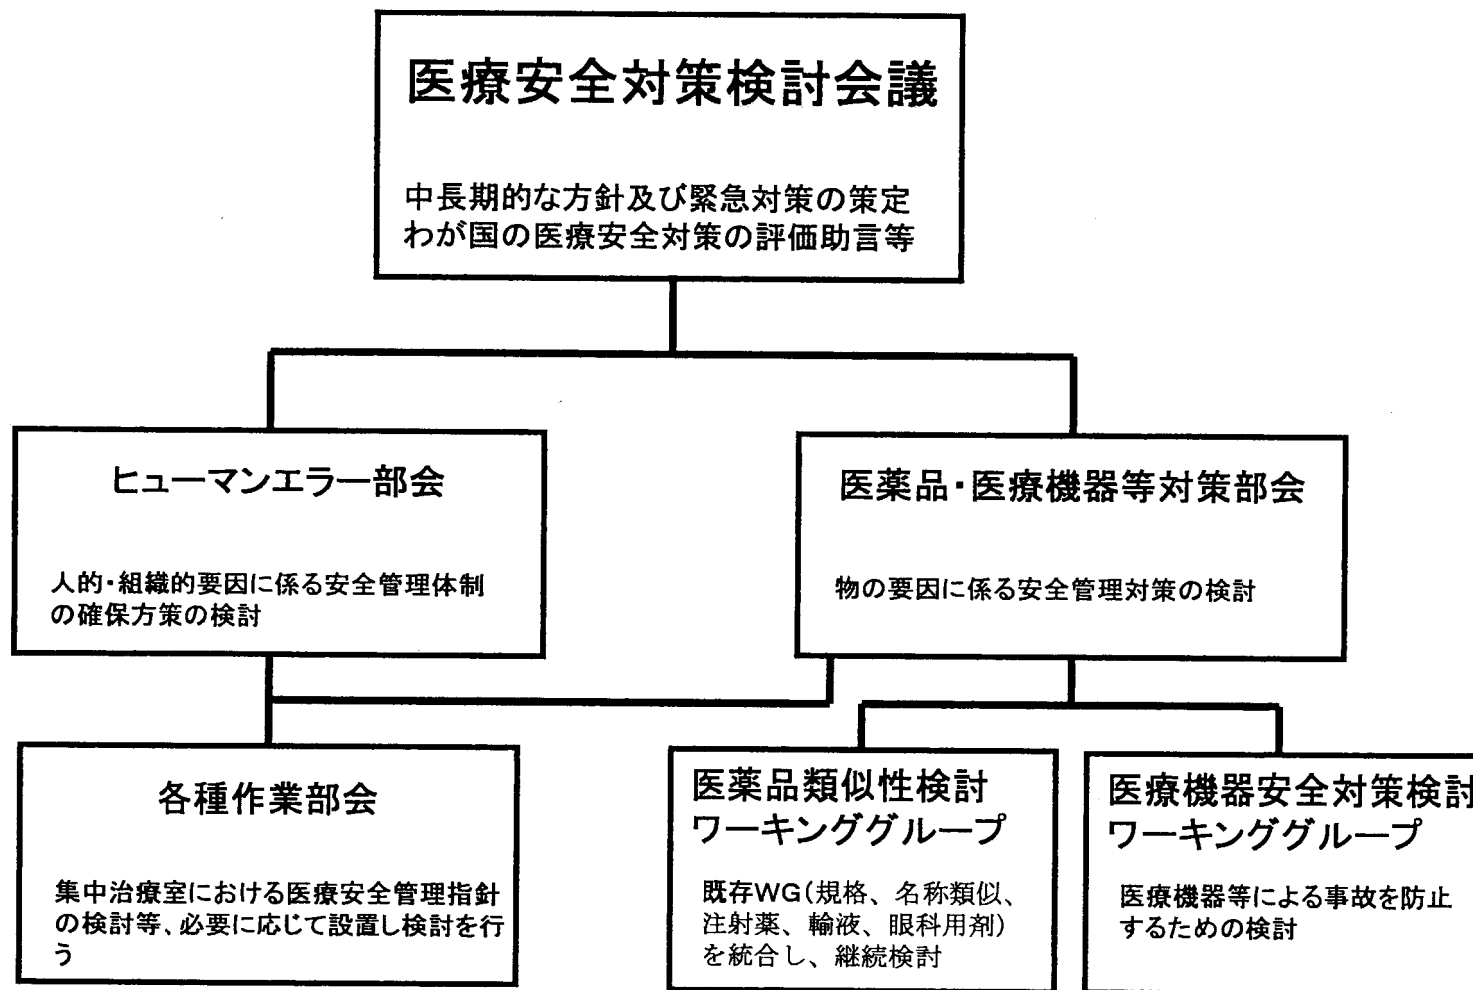 医療安全対策検討会議
中長期的な方針及び緊急対策の策定
わが国の医療安全対策の評価助言等
ヒューマンエラー部会
人的・組織的要因に係る安全管理体制
の確保方策の検討
医薬品・医療機器等対策部会
物の要因に係る安全管理対策の検討
各種作業部会
集中治療室における医療安全管理指針
の検討等、必要に応じて設置し検討を行
う
医薬品類似性検討
ワーキンググループ
既存WG(規格、名称類似、
注射薬、輸液、眼科用剤)
を統合し、継続検討
医療機器安全対策検討
ワーキンググループ
医療機器等による事故を防止
するための検討